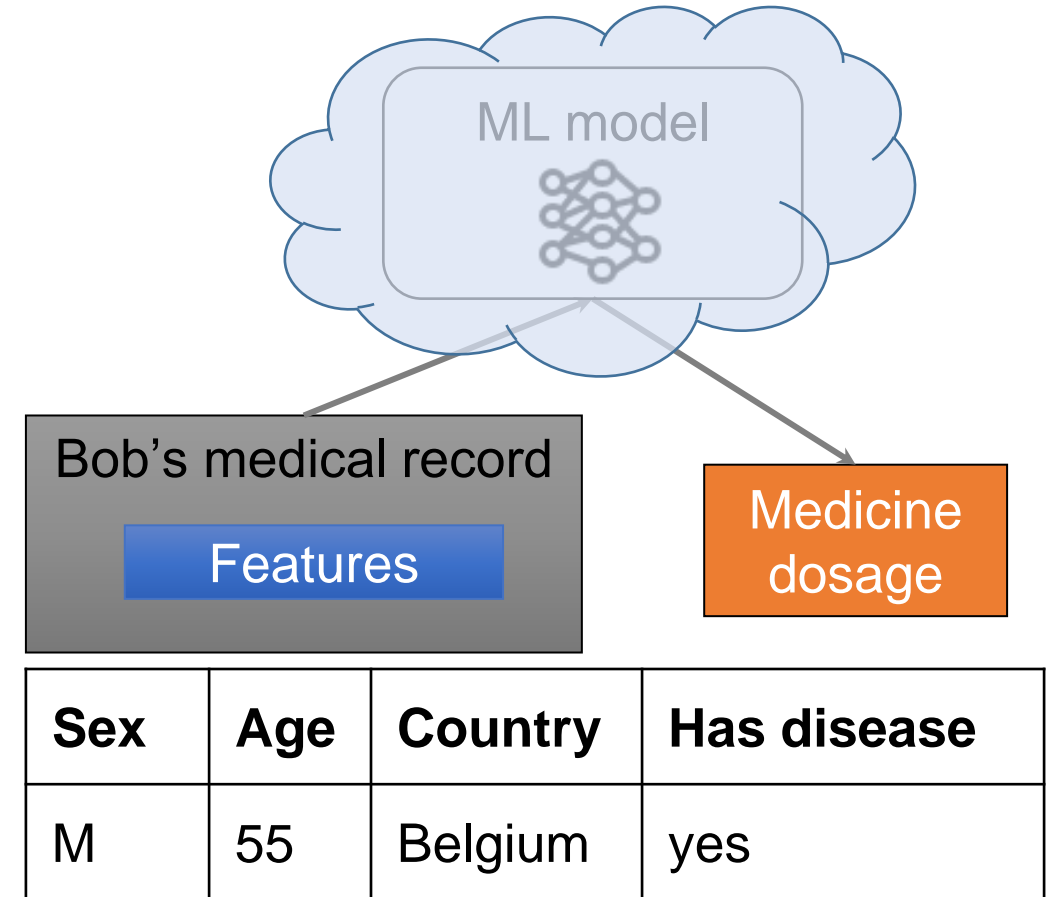 ML model
Bob’s medical record
Features
Medicine
dosage
Sex Age Country Has disease
M 55 Belgium yes